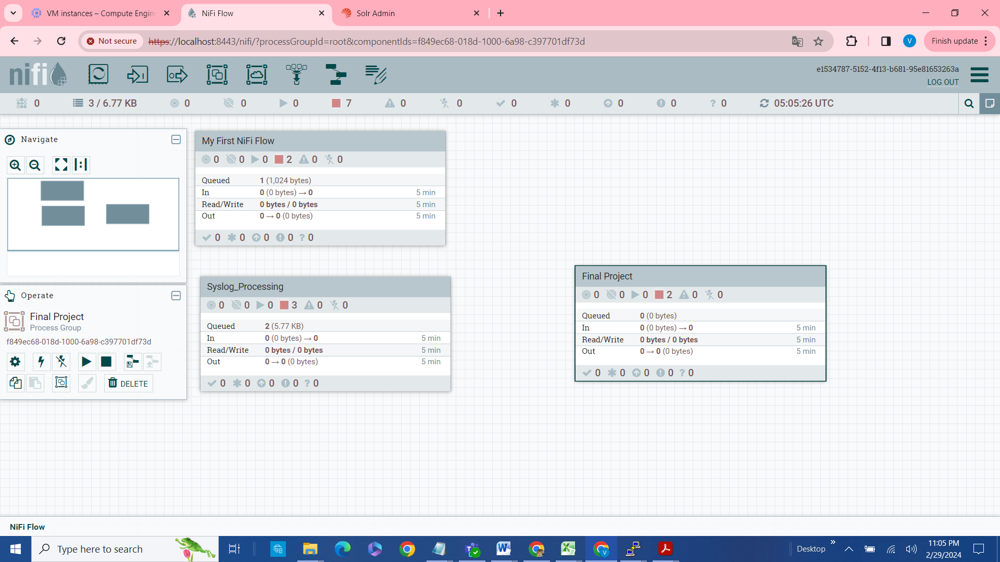 VM instances – Compute Engin
NiFi Flow
Solr Admin
Not secure
https://localhost:8443/nifi/?processGroupId=root&componentIds=f849ec68-018d-1000-6a98-c397701df73d
V
Finish update
nifi
e1534787-5152-4f13-b681-95e81653263a
LOG OUT
0
3 / 6.77 KB
0
0
0
7
0
0
0
0
0
0
? 0
05:05:26 UTC
Navigate
Operate
Final Project
Process Group
f849ec68-018d-1000-6a98-c397701df73d
DELETE
My First NiFi Flow
0 0 0 2 0 0
Queued 1 (1,024 bytes)
In 0 (0 bytes) → 0 5 min
Read/Write 0 bytes / 0 bytes 5 min
Out 0 → 0 (0 bytes) 5 min
0 0 0 0 ? 0
Syslog_Processing
0 0 0 3 0 0
Queued 2 (5.77 KB)
In 0 (0 bytes) → 0 5 min
Read/Write 0 bytes / 0 bytes 5 min
Out 0 → 0 (0 bytes) 5 min
0 0 0 0 ? 0
Final Project
0 0 0 2 0 0
Queued 0 (0 bytes)
In 0 (0 bytes) → 0 5 min
Read/Write 0 bytes / 0 bytes 5 min
Out 0 → 0 (0 bytes) 5 min
0 0 0 0 ? 0
NiFi Flow
Type here to search
Desktop
11:05 PM
2/29/2024